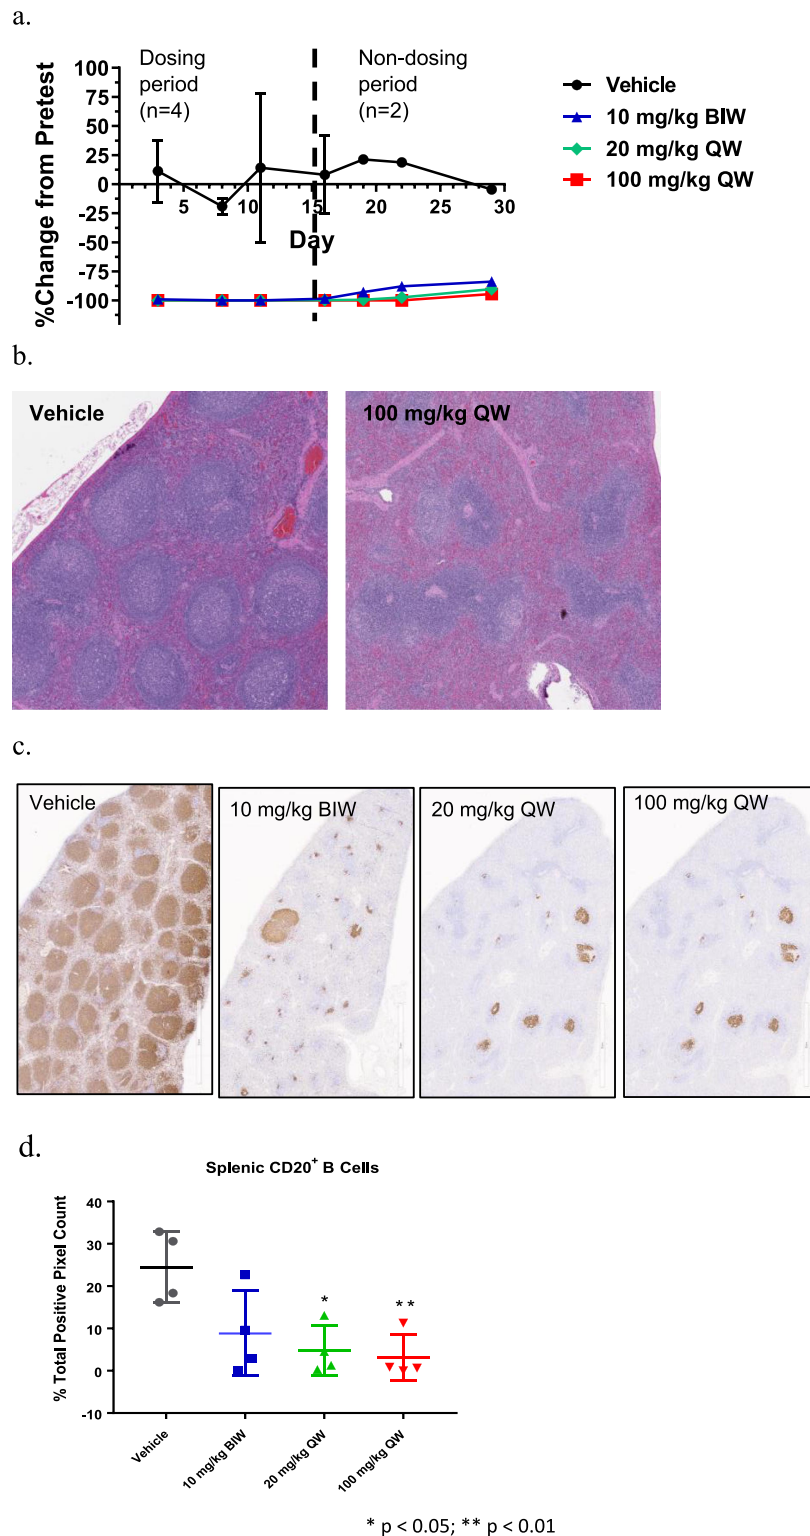 a.
Dosing
period
(n=4)
Non-dosing
period
(n=2)
100
75
50
25
0
-25
-50
-75
-100
5
10
15
20
25
30
%Change from Pretest
Day
Vehicle
10 mg/kg BIW
20 mg/kg QW
100 mg/kg QW
b.
Vehicle
100 mg/kg QW
c.
Vehicle
10 mg/kg BIW
20 mg/kg QW
100 mg/kg QW
d.
Splenic CD20+ B Cells
% Total Positive Pixel Count
40
30
20
10
0
-10
*
**
Vehicle
10 mg/kg BIW
20 mg/kg QW
100 mg/kg QW
* p < 0.05; ** p < 0.01